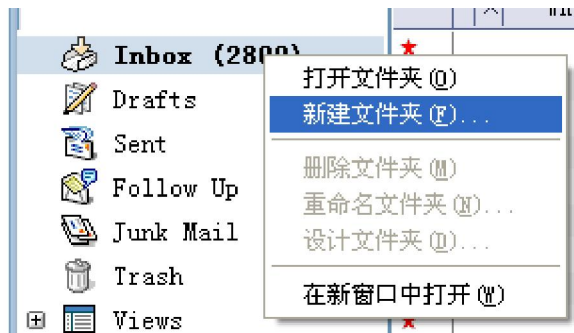 Inbox (2800)
打开文件夹(O)
Drafts
新建文件夹(F)...
Sent
删除文件夹(M)
Follow Up
重命名文件夹(N)...
Junk Mail
设计文件夹(D)...
Trash
在新窗口中打开(W)
Views